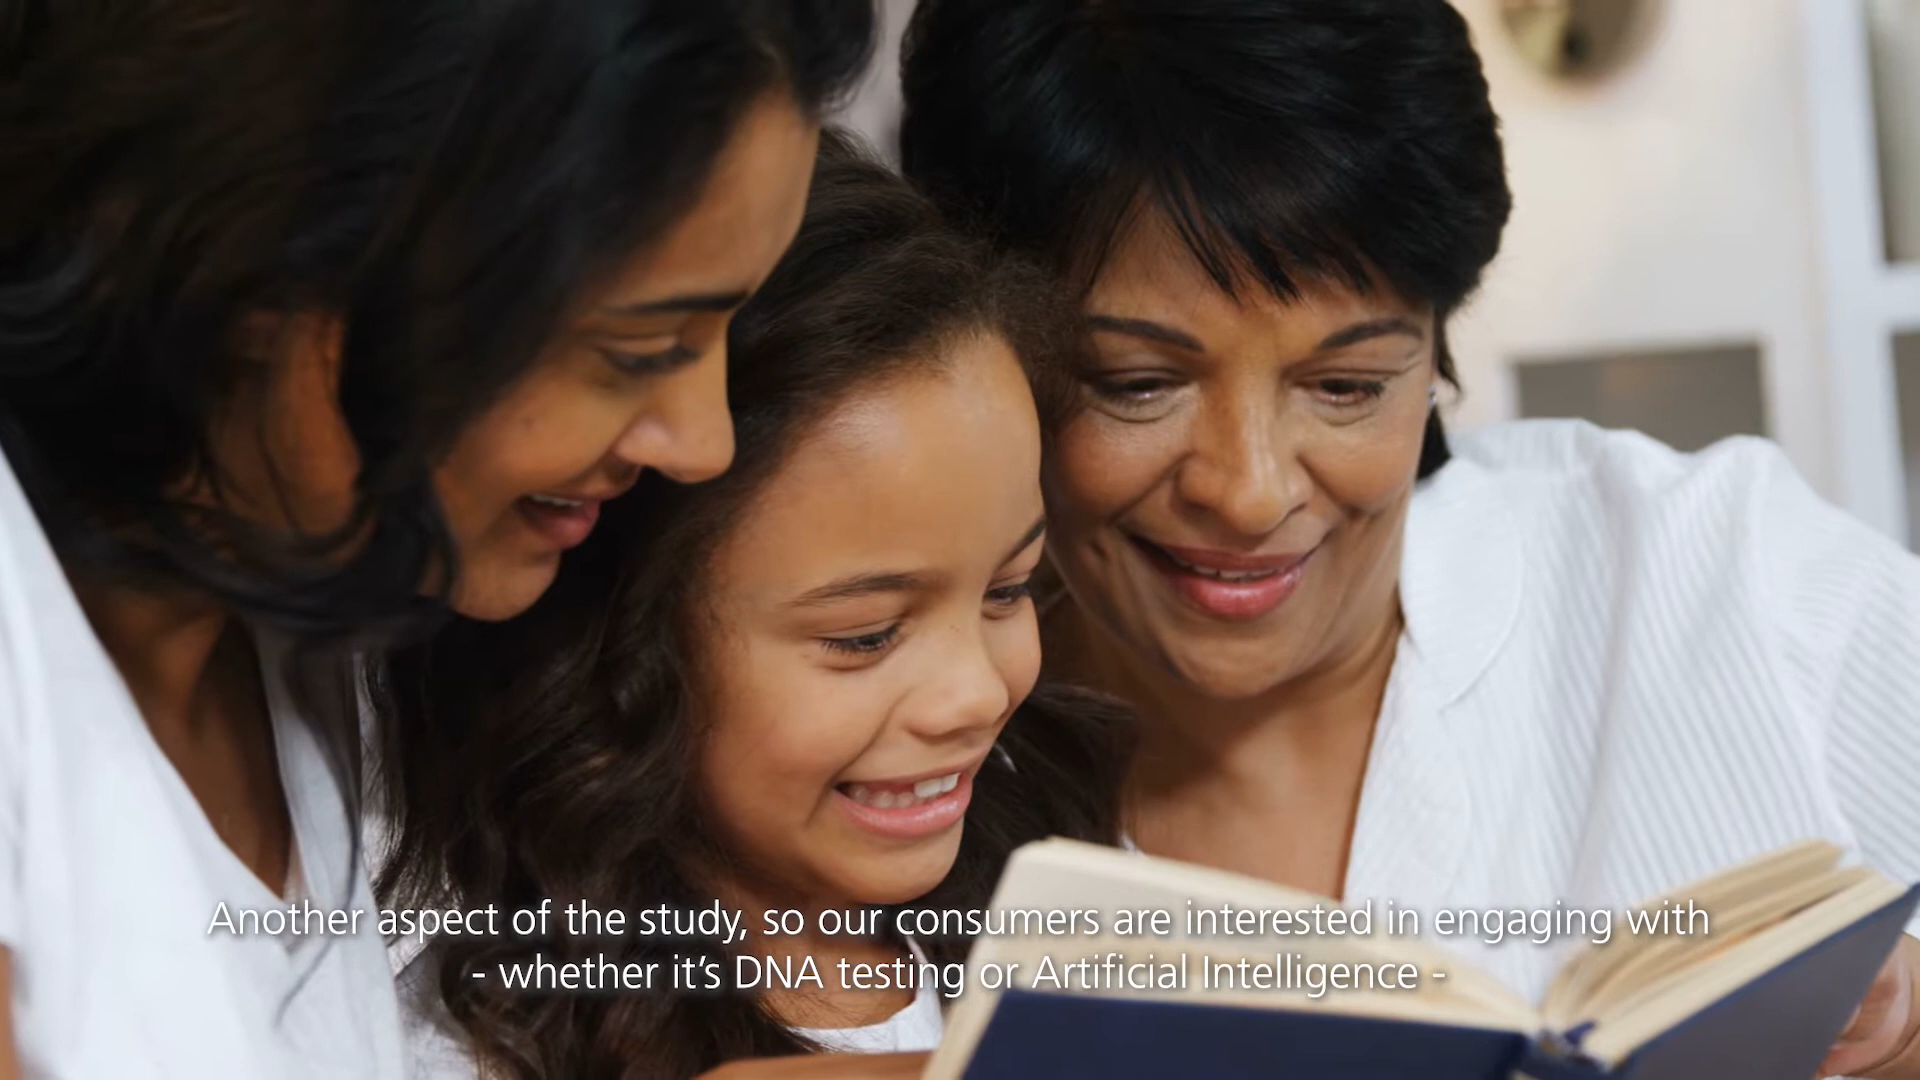 Another aspect of the study, so our consumers are interested in engaging with
- whether it’s DNA testing or Artificial Intelligence -